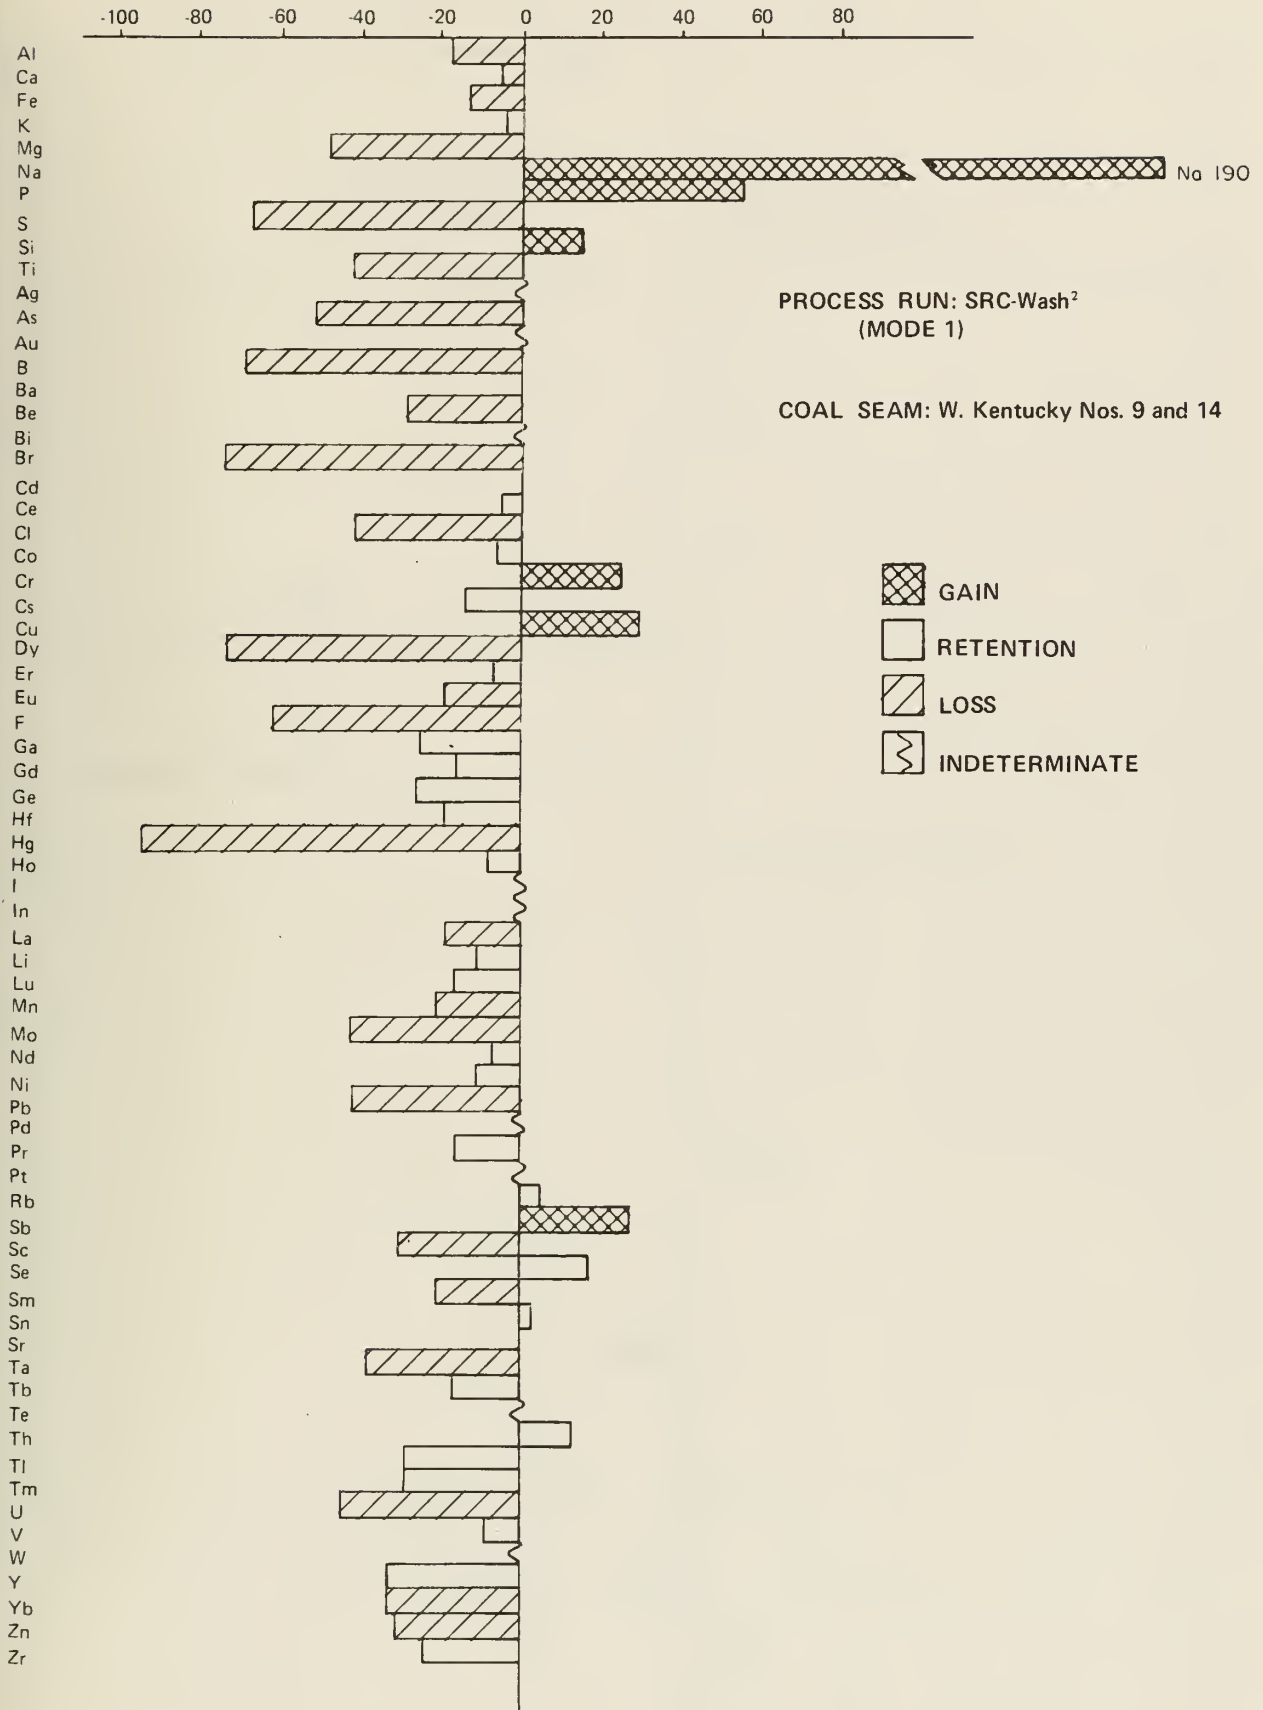 -100 -80 -60 -40 -20 0 20 40 60 80
Al
Ca
Fe
K
Mg
Na
Na 190
P
S
Si
Ti
Ag
As
Au
B
Ba
Be
Bi
Br
Cd
Ce
Cl
Co
Cr
Cs
Cu
Dy
Er
Eu
F
Ga
Gd
Ge
Hf
Hg
Ho
I
In
La
Li
Lu
Mn
Mo
Nd
Ni
Pb
Pd
Pr
Pt
Rb
Sb
Sc
Se
Sm
Sn
Sr
Ta
Tb
Te
Th
Tl
Tm
U
V
W
Y
Yb
Zn
Zr
PROCESS RUN: SRC-Wash²
(MODE 1)
COAL SEAM: W. Kentucky Nos. 9 and 14
GAIN
RETENTION
LOSS
INDETERMINATE